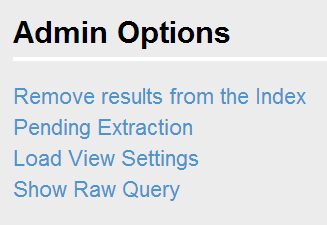 Admin Options
Remove results from the Index
Pending Extraction
Load View Settings
Show Raw Query